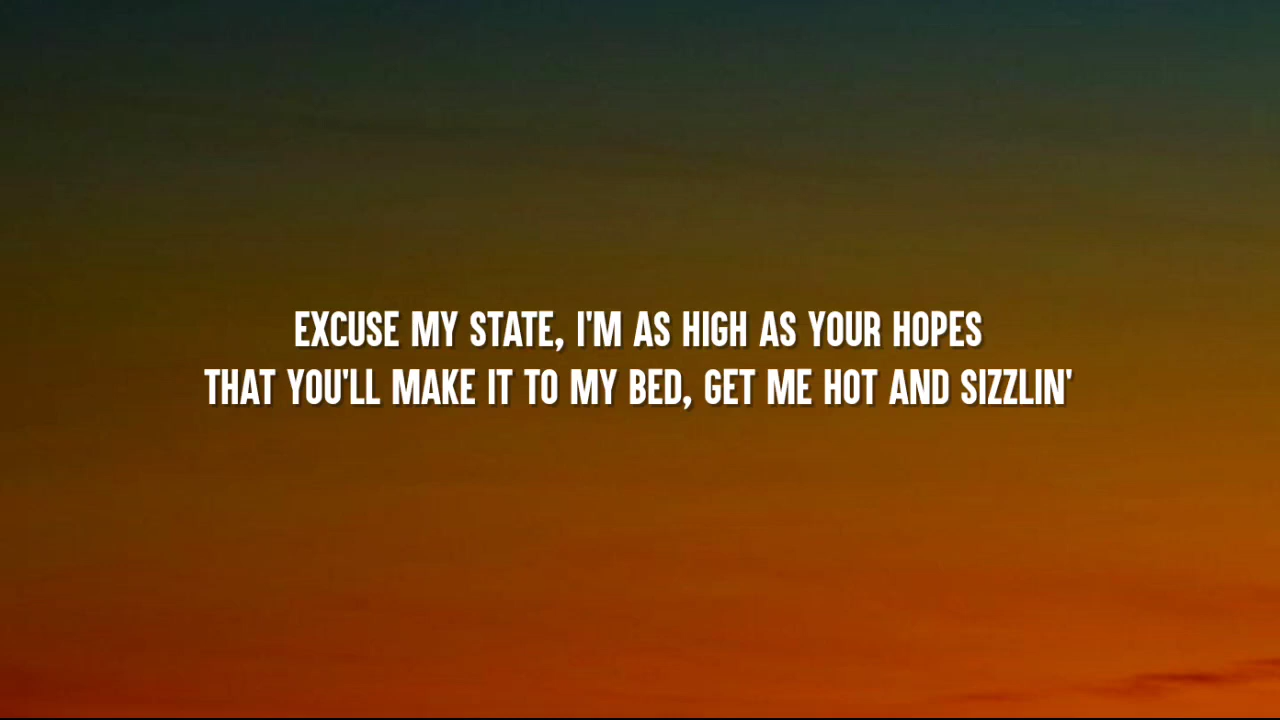 EXCUSE MY STATE, I'M AS HIGH AS YOUR HOPES
THAT YOU'LL MAKE IT TO MY BED, GET ME HOT AND SIZZLIN'